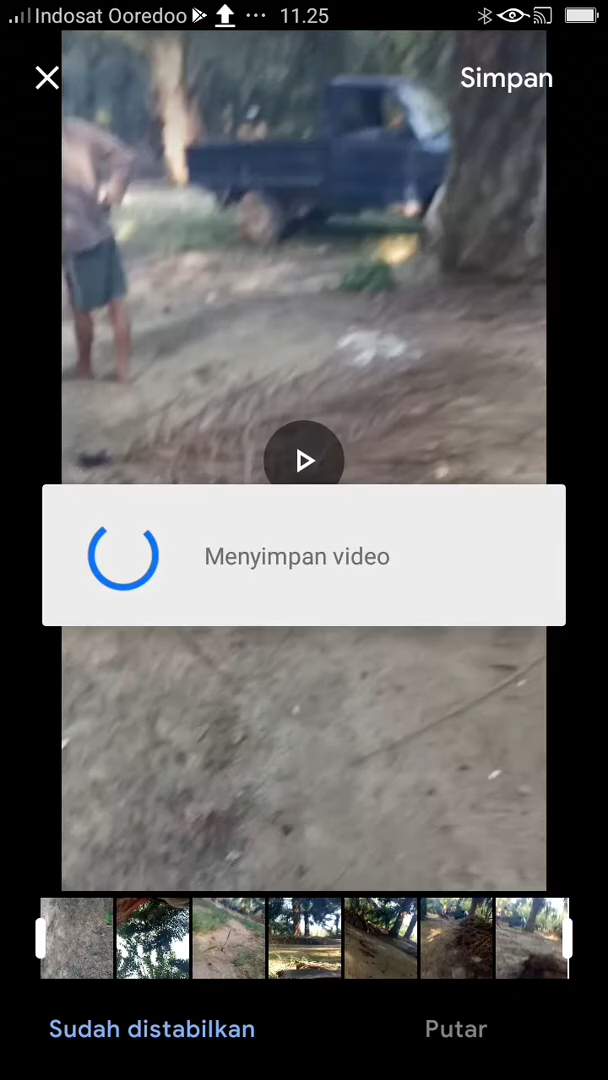 Indosat Ooredoo 11.25
Simpan
Menyimpan video
Sudah distabilkan
Putar